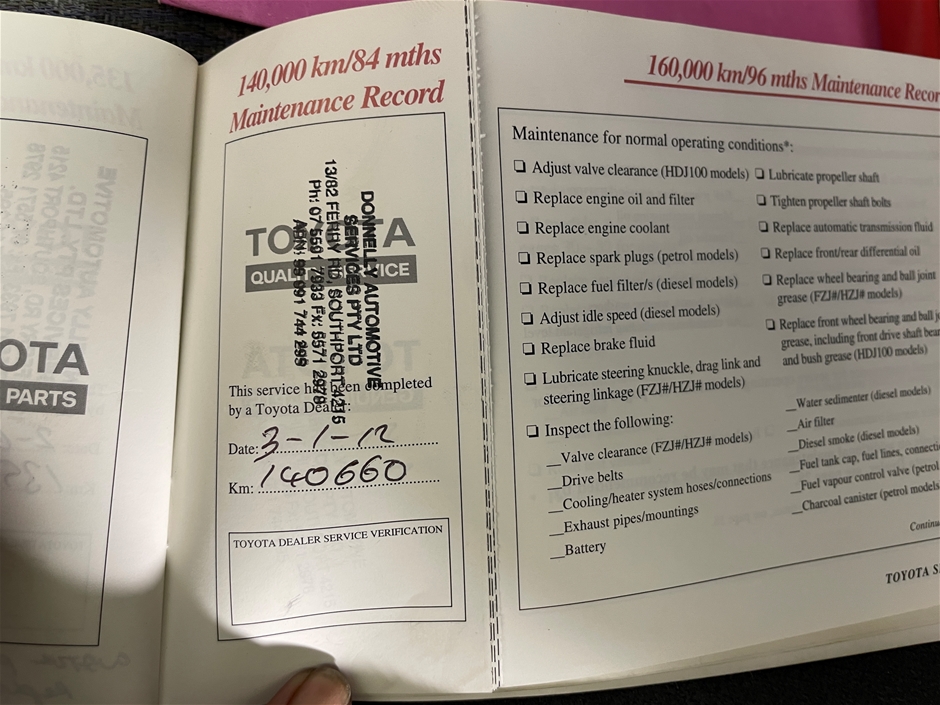 140,000 km/84 mths
Maintenance Record
TOYOTA
QUALITY SERVICE
DONNELLY AUTOMOTIVE
SERVICES PTY LTD
13/82 FERRY RD, SOUTHPORT 4215
Ph: 07 5591 7933 Fx: 5571 2978
ABN: 99 091 744 299
This service has been completed
by a Toyota Dealer:
Date: 3-1-12
Km: 140660
TOYOTA DEALER SERVICE VERIFICATION
OTA
PARTS
160,000 km/96 mths Maintenance Recor
Maintenance for normal operating conditions*:
❏ Adjust valve clearance (HDJ100 models)
❏ Replace engine oil and filter
❏ Replace engine coolant
❏ Replace spark plugs (petrol models)
❏ Replace fuel filter/s (diesel models)
❏ Adjust idle speed (diesel models)
❏ Replace brake fluid
❏ Lubricate steering knuckle, drag link and
steering linkage (FZJ#/HZJ# models)
❏ Inspect the following:
__Valve clearance (FZJ#/HZJ# models)
__Drive belts
__Cooling/heater system hoses/connections
__Exhaust pipes/mountings
__Battery
❏ Lubricate propeller shaft
❏ Tighten propeller shaft bolts
❏ Replace automatic transmission fluid
❏ Replace front/rear differential oil
❏ Replace wheel bearing and ball joint
grease (FZJ#/HZJ# models)
❏ Replace front wheel bearing and ball j
grease, including front drive shaft bear
and bush grease (HDJ100 models)
__Water sedimenter (diesel models)
__Air filter
__Diesel smoke (diesel models)
__Fuel tank cap, fuel lines, connecti
__Fuel vapour control valve (petrol
__Charcoal canister (petrol models
Continu
TOYOTA S